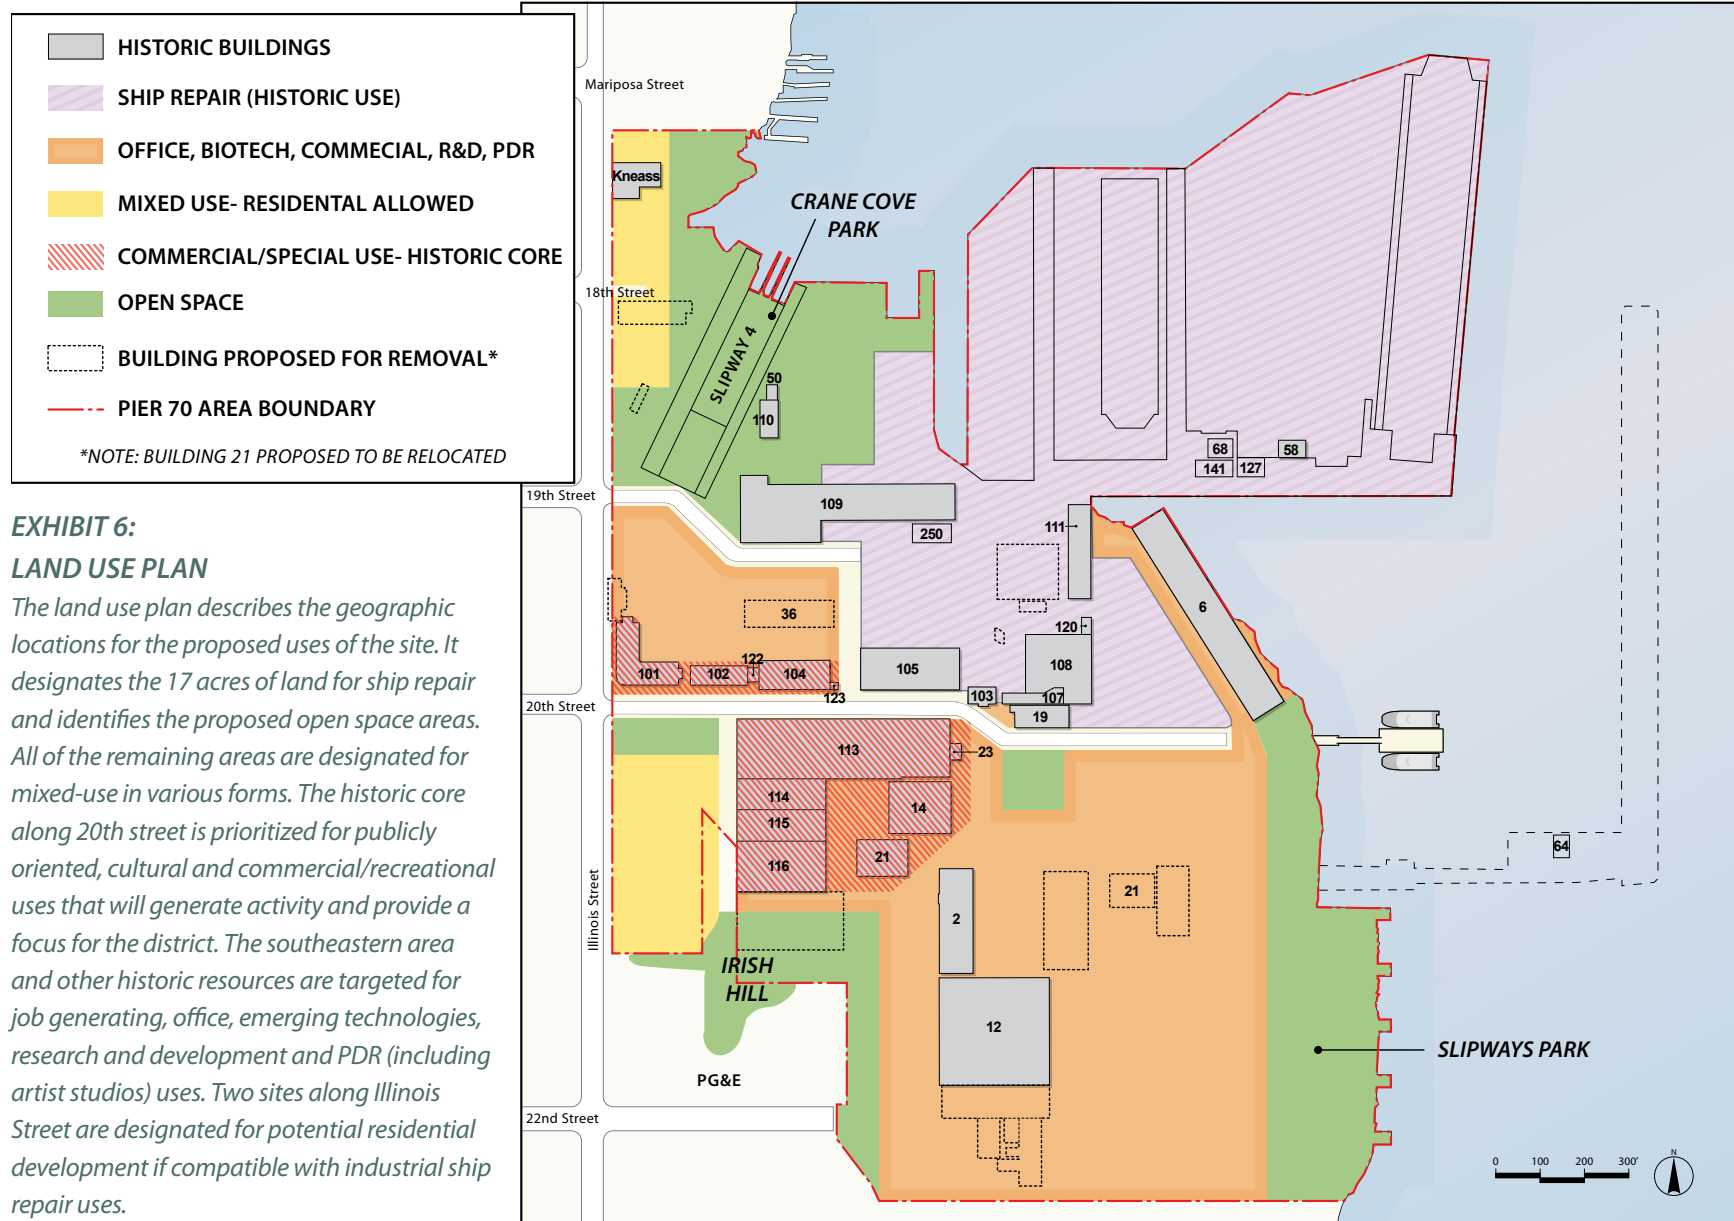 HISTORIC BUILDINGS
SHIP REPAIR (HISTORIC USE)
OFFICE, BIOTECH, COMMECIAL, R&D, PDR
MIXED USE- RESIDENTAL ALLOWED
COMMERCIAL/SPECIAL USE- HISTORIC CORE
OPEN SPACE
BUILDING PROPOSED FOR REMOVAL*
PIER 70 AREA BOUNDARY
*NOTE: BUILDING 21 PROPOSED TO BE RELOCATED
EXHIBIT 6:
LAND USE PLAN
The land use plan describes the geographic
locations for the proposed uses of the site. It
designates the 17 acres of land for ship repair
and identifies the proposed open space areas.
All of the remaining areas are designated for
mixed-use in various forms. The historic core
along 20th street is prioritized for publicly
oriented, cultural and commercial/recreational
uses that will generate activity and provide a
focus for the district. The southeastern area
and other historic resources are targeted for
job generating, office, emerging technologies,
research and development and PDR (including
artist studios) uses. Two sites along Illinois
Street are designated for potential residential
development if compatible with industrial ship
repair uses.
Mariposa Street
Kneass
CRANE COVE
PARK
18th Street
SLIPWAY 4
50
110
68
58
141
127
19th Street
109
250
111
6
36
120
122
101
102
104
105
108
123
103
107
20th Street
19
113
23
114
14
115
21
116
64
21
Illinois Street
2
IRISH
HILL
12
SLIPWAYS PARK
PG&E
22nd Street
0 100 200 300'
N